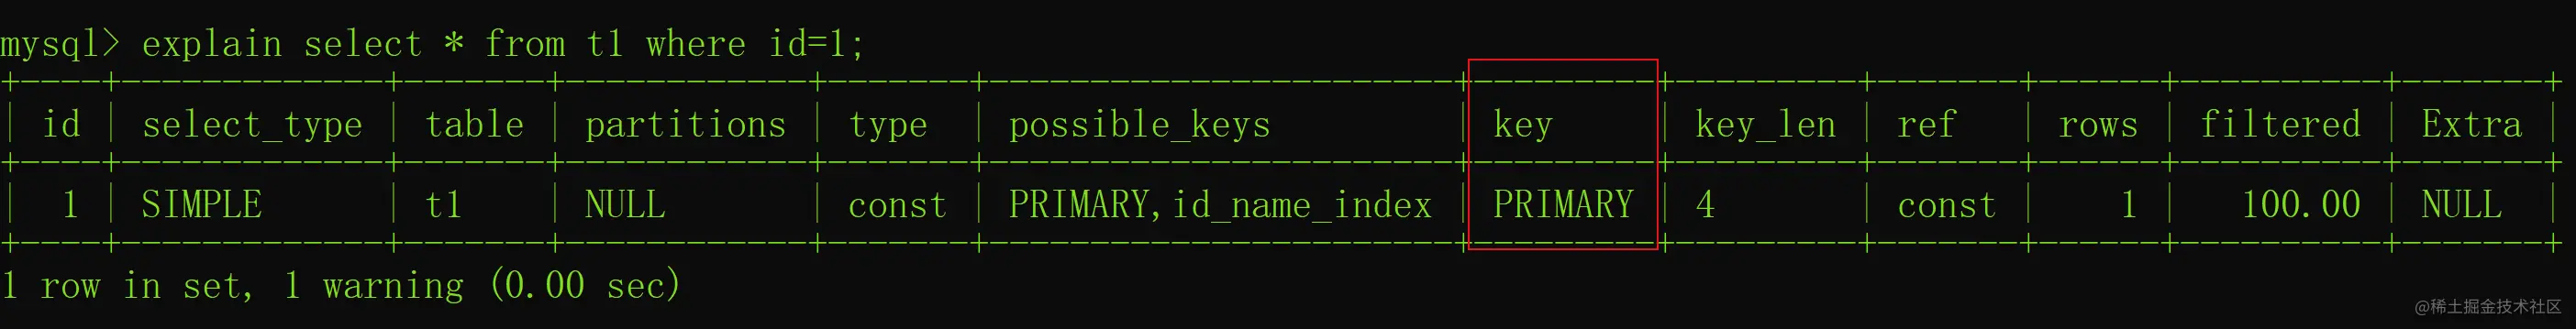 mysql> explain select * from t1 where id=1;
+----+-------------+-------+------------+-------+-----------------------+---------+---------+-------+------+----------+-------+
| id | select_type | table | partitions | type  | possible_keys         | key     | key_len | ref   | rows | filtered | Extra |
+----+-------------+-------+------------+-------+-----------------------+---------+---------+-------+------+----------+-------+
|  1 | SIMPLE      | t1    | NULL       | const | PRIMARY,id_name_index | PRIMARY | 4       | const |    1 |   100.00 | NULL  |
+----+-------------+-------+------------+-------+-----------------------+---------+---------+-------+------+----------+-------+
1 row in set, 1 warning (0.00 sec)
@稀土掘金技术社区